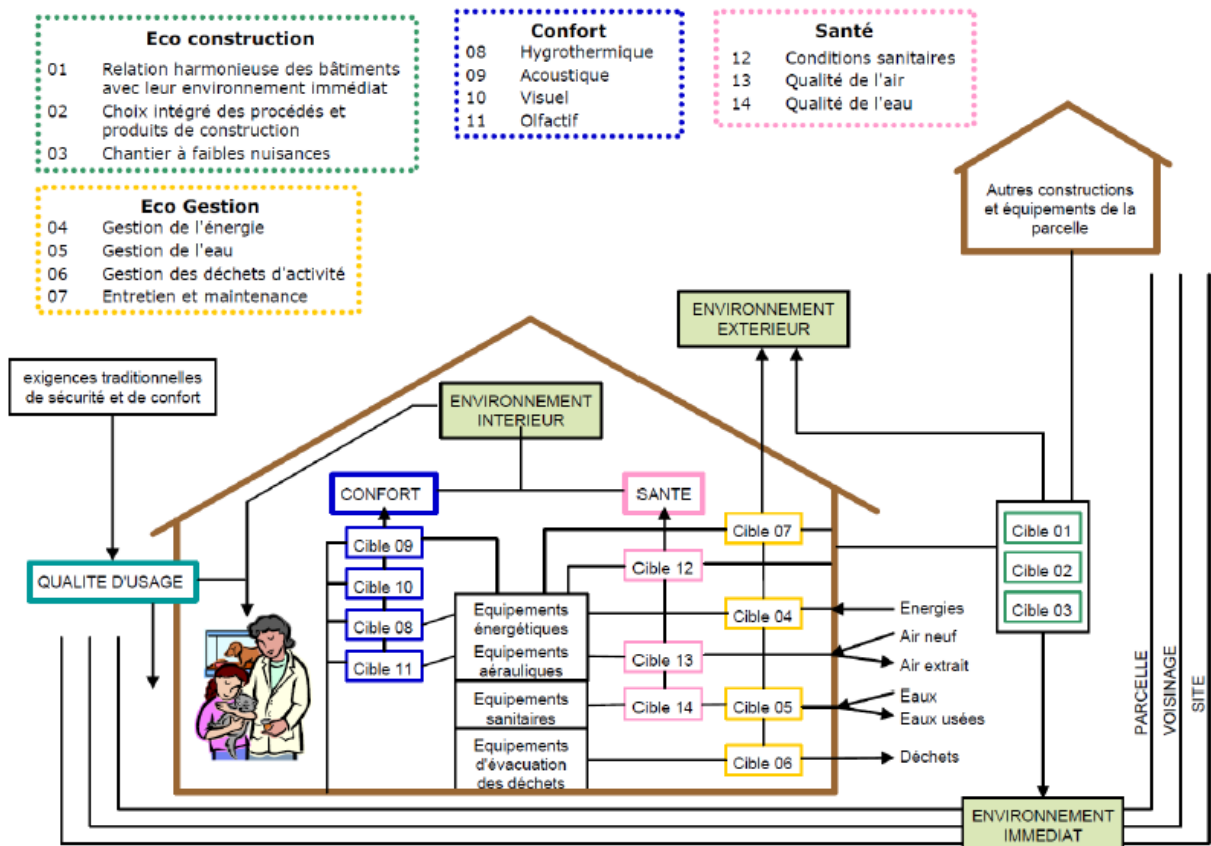 Eco construction
01 Relation harmonieuse des bâtiments
avec leur environnement immédiat
02 Choix intégré des procédés et
produits de construction
03 Chantier à faibles nuisances
Confort
08 Hygrothermique
09 Acoustique
10 Visuel
11 Olfactif
Santé
12 Conditions sanitaires
13 Qualité de l'air
14 Qualité de l'eau
Eco Gestion
04 Gestion de l'énergie
05 Gestion de l'eau
06 Gestion des déchets d'activité
07 Entretien et maintenance
Autres constructions
et équipements de la
parcelle
ENVIRONNEMENT
EXTERIEUR
exigences traditionnelles
de sécurité et de confort
ENVIRONNEMENT
INTERIEUR
CONFORT
SANTE
QUALITE D'USAGE
Cible 09
Cible 10
Cible 08
Cible 11
Equipements
énergétiques
Equipements
aérauliques
Equipements
sanitaires
Equipements
d'évacuation
des déchets
Cible 12
Cible 13
Cible 14
Cible 07
Cible 04
Cible 05
Cible 06
Energies
Air neuf
Air extrait
Eaux
Eaux usées
Déchets
Cible 01
Cible 02
Cible 03
PARCELLE
VOISINAGE
SITE
ENVIRONNEMENT
IMMEDIAT